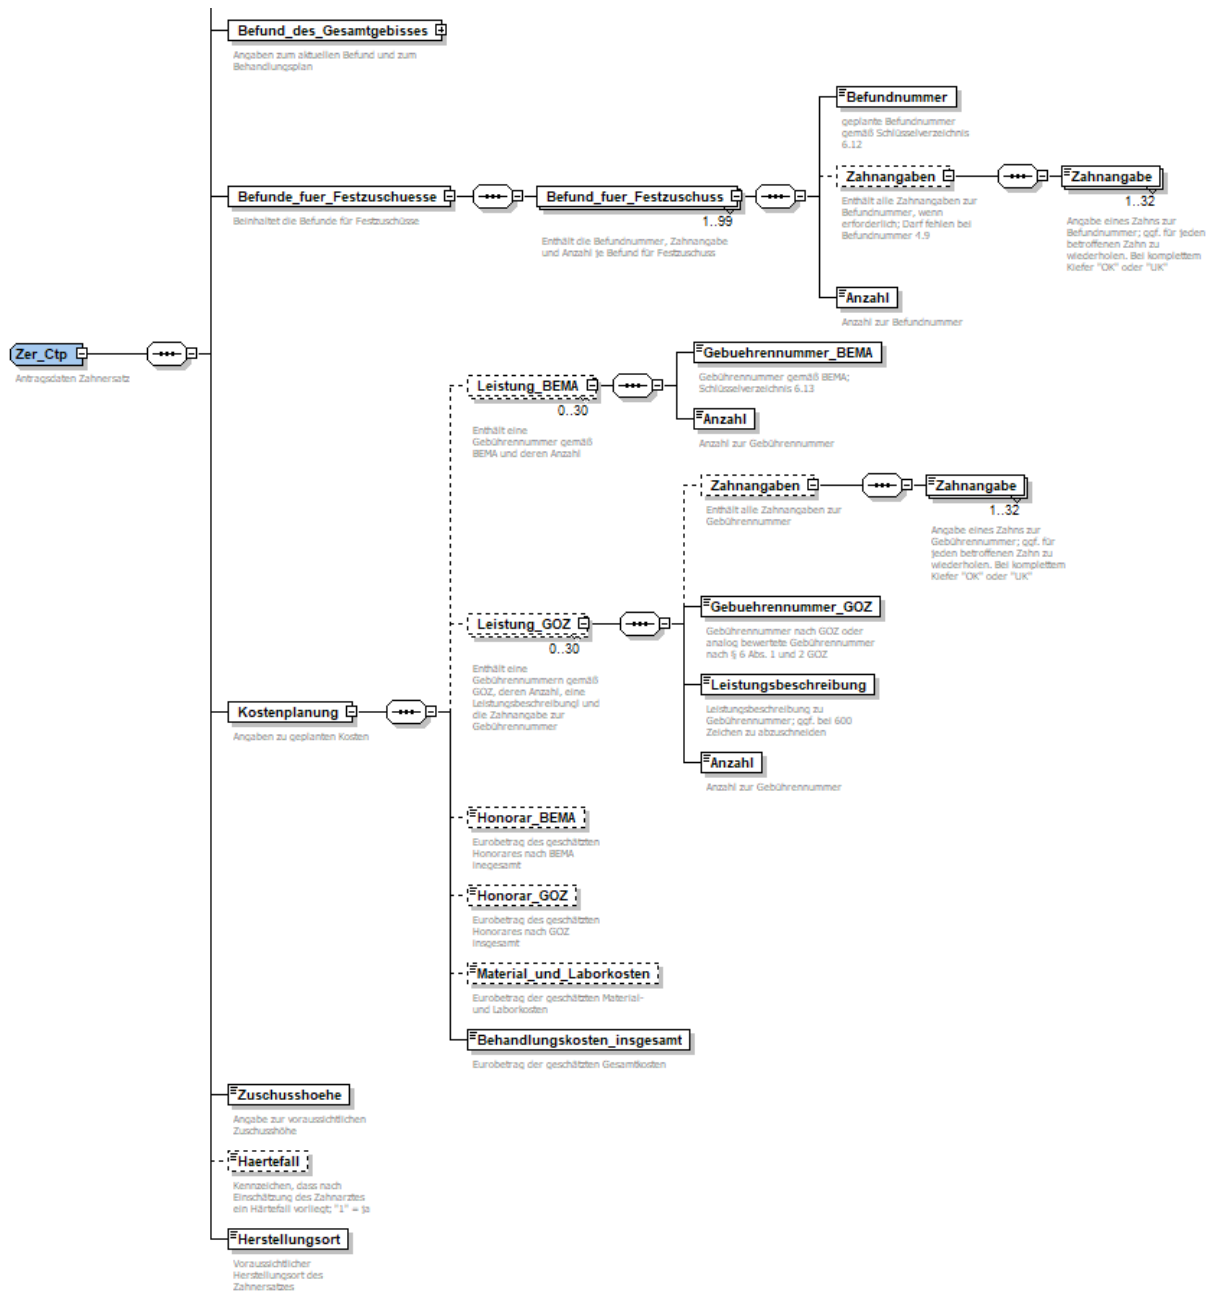 Befund_des_Gesamtgebisses
Angaben zum aktuellen Befund und zum
Behandlungsplan
Befundnummer
geplante Befundnummer
gemäß Schlüsselverzeichnis
6.12
Befunde_fuer_Festzuschuesse
Beinhaltet die Befunde für Festzuschüsse
Befund_fuer_Festzuschuss
1..99
Enthält die Befundnummer, Zahnangabe
und Anzahl je Befund für Festzuschuss
Zahnangaben
Enthält alle Zahnangaben zur
Befundnummer, wenn
erforderlich; Darf fehlen bei
Befundnummer 4.9
Zahnangabe
1..32
Angabe eines Zahns zur
Befundnummer; ggf. für jeden
betroffenen Zahn zu
wiederholen. Bei komplettem
Kiefer "OK" oder "UK"
Anzahl
Anzahl zur Befundnummer
Zer_Ctp
Antragsdaten Zahnersatz
Leistung_BEMA
0..30
Enthält eine
Gebührennummer gemäß
BEMA und deren Anzahl
Gebuehrennummer_BEMA
Gebührennummer gemäß BEMA;
Schlüsselverzeichnis 6.13
Anzahl
Anzahl zur Gebührennummer
Zahnangaben
Enthält alle Zahnangaben zur
Gebührennummer
Zahnangabe
1..32
Angabe eines Zahns zur
Gebührennummer; ggf. für
jeden betroffenen Zahn zu
wiederholen. Bei komplettem
Kiefer "OK" oder "UK"
Leistung_GOZ
0..30
Enthält eine
Gebührennummern gemäß
GOZ, deren Anzahl, eine
Leistungsbeschreibungl und
die Zahnangabe zur
Gebührennummer
Gebuehrennummer_GOZ
Gebührennummer nach GOZ oder
analog bewertete Gebührennummer
nach § 6 Abs. 1 und 2 GOZ
Leistungsbeschreibung
Leistungsbeschreibung zu
Gebührennummer; ggf. bei 600
Zeichen zu abzuschneiden
Anzahl
Anzahl zur Gebührennummer
Kostenplanung
Angaben zu geplanten Kosten
Honorar_BEMA
Eurobetrag des geschätzten
Honorares nach BEMA
inegesamt
Honorar_GOZ
Eurobetrag des geschätzten
Honorares nach GOZ
insgesamt
Material_und_Laborkosten
Eurobetrag der geschätzten Material-
und Laborkosten
Behandlungskosten_insgesamt
Eurobetrag der geschätzten Gesamtkosten
Zuschusshoehe
Angabe zur voraussichtlichen
Zuschusshöhe
Haertefall
Kennzeichen, dass nach
Einschätzung des Zahnarztes
ein Härtefall vorliegt; "1" = ja
Herstellungsort
Voraussichtlicher
Herstellungsort des
Zahnersatzes